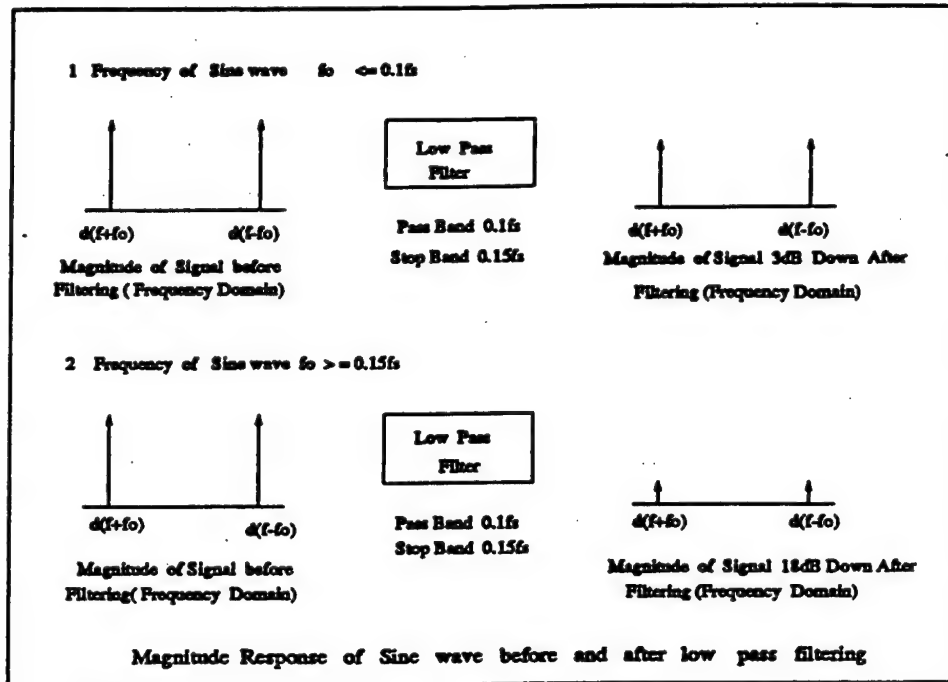 1 Frequency of Sine wave fo <=0.1fs
Low Pass
Filter
d(f+fo) d(f-fo)
Pass Band 0.1fs
Stop Band 0.15fs
d(f+fo) d(f-fo)
Magnitude of Signal before
Filtering ( Frequency Domain)
Magnitude of Signal 3dB Down After
Filtering (Frequency Domain)
2 Frequency of Sine wave fo >=0.15fs
Low Pass
Filter
d(f+fo) d(f-fo)
Pass Band 0.1fs
Stop Band 0.15fs
d(f+fo) d(f-fo)
Magnitude of Signal before
Filtering( Frequency Domain)
Magnitude of Signal 18dB Down After
Filtering (Frequency Domain)
Magnitude Response of Sine wave before and after low pass filtering